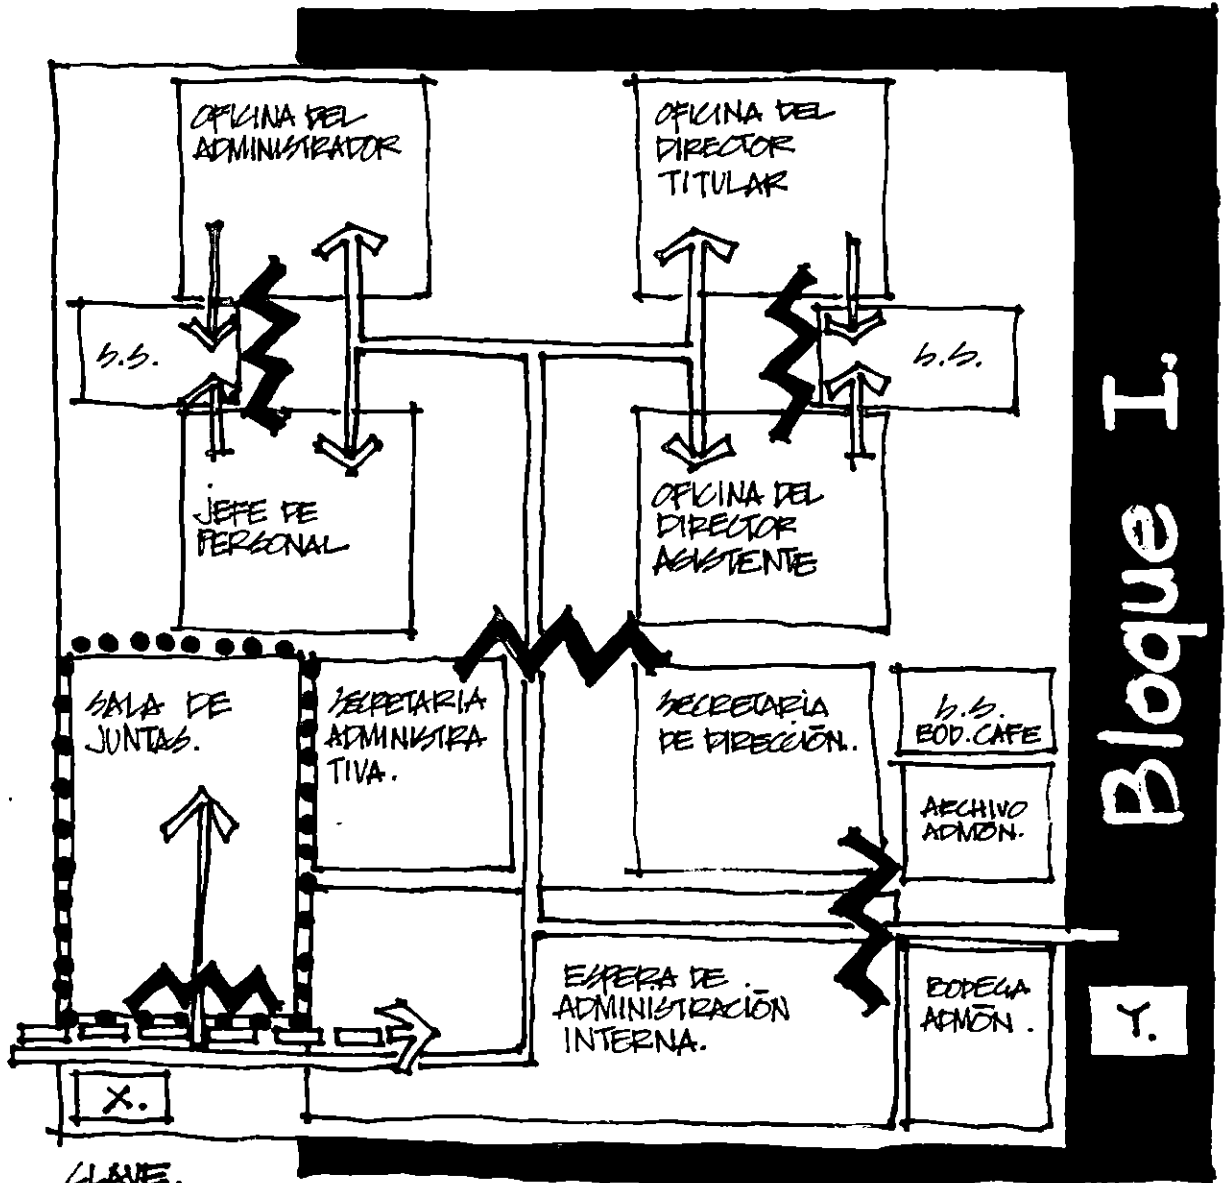 OFICINA DEL
ADMINISTRADOR
OFICINA DEL
DIRECTOR
TITULAR
S.S.
S.S.
JEFE DE
PERSONAL
OFICINA DEL
DIRECTOR
ASISTENTE
SALA DE
JUNTAS.
SECRETARIA
ADMINISTRA
TIVA.
SECRETARIA
DE DIRECCIÓN.
S.S.
BOD. CAFE
ARCHIVO
ADMÓN.
ESPERA DE
ADMINISTRACIÓN
INTERNA.
BODEGA
ADMÓN.
X.
Y.
Bloque I.
CLAVE.